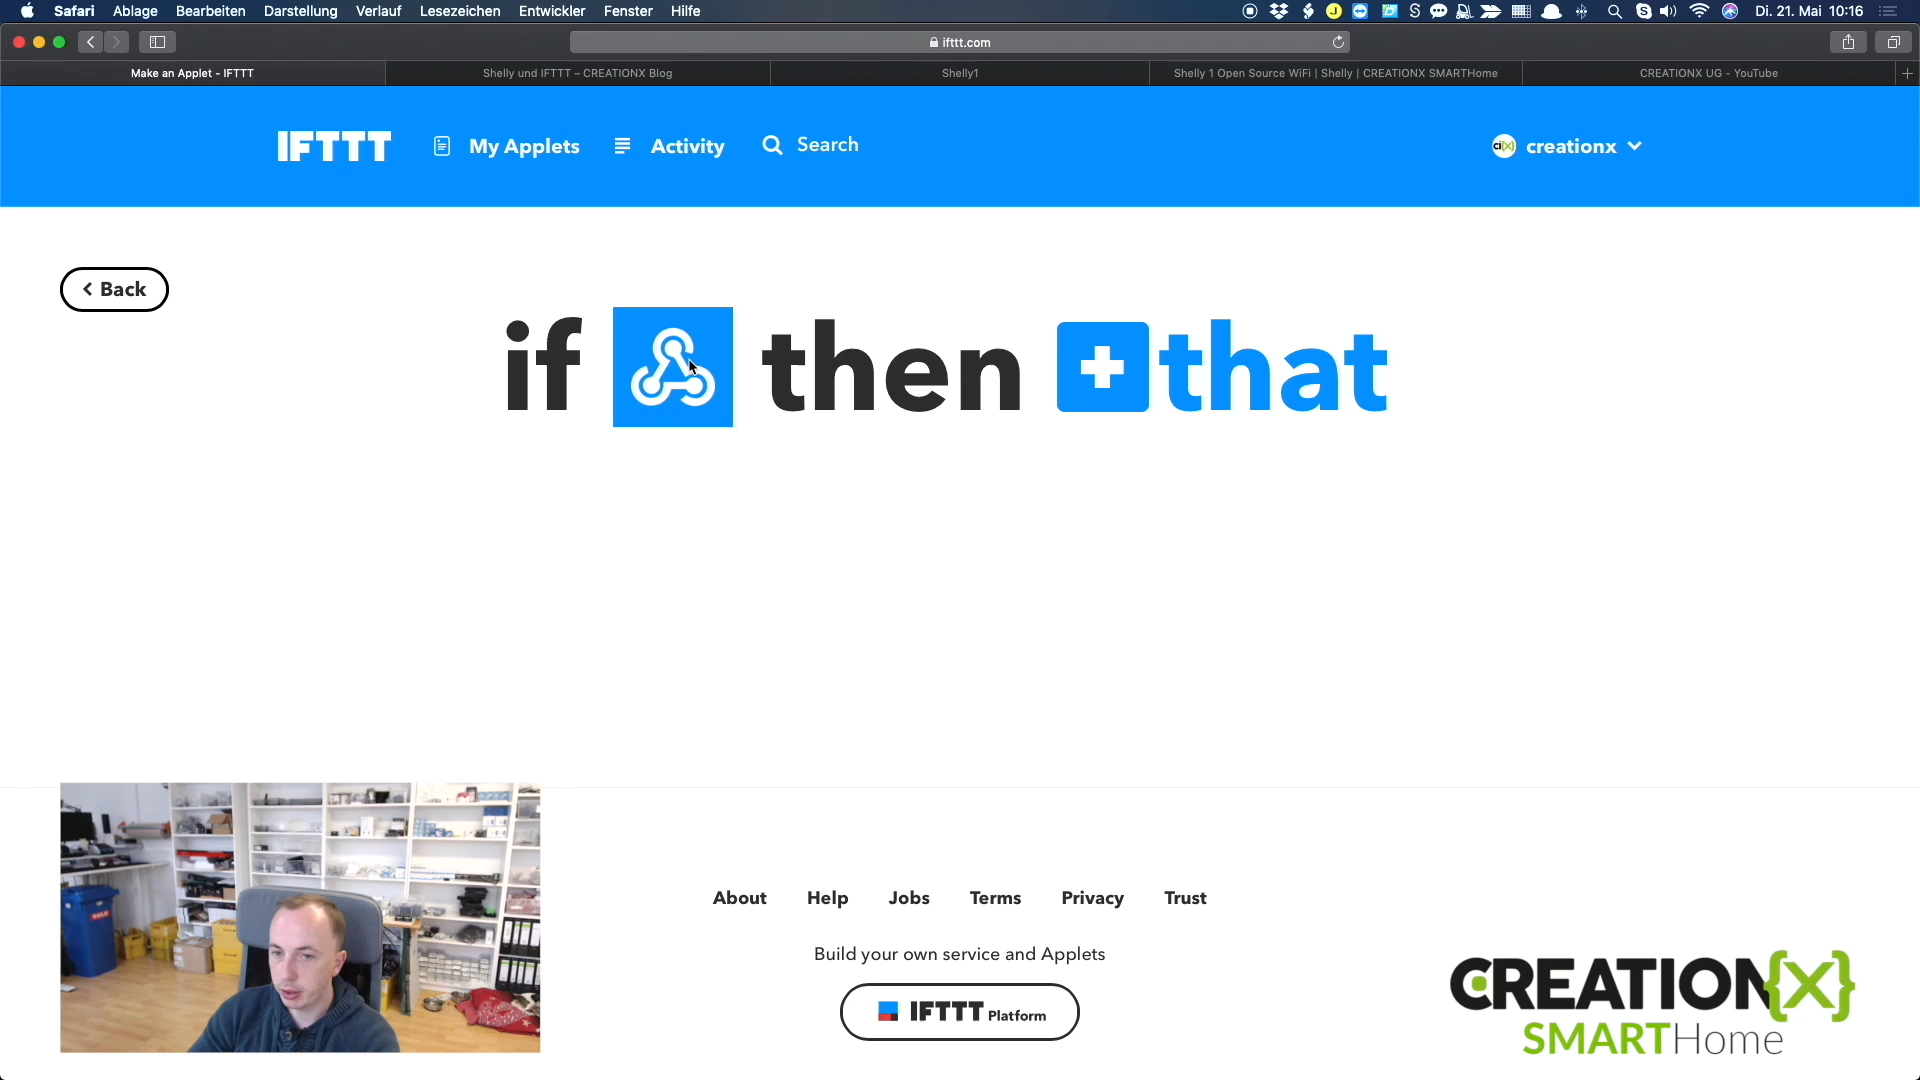 Safari Ablage Bearbeiten Darstellung Verlauf Lesezeichen Entwickler Fenster Hilfe Di. 21. Mai 10:16
ifttt.com
Make an Applet - IFTTT
Shelly und IFTTT – CREATIONX Blog
Shelly1
Shelly 1 Open Source WiFi | Shelly | CREATIONX SMARTHome
CREATIONX UG - YouTube
IFTTT My Applets Activity Search creationx
Back
if then that
About Help Jobs Terms Privacy Trust
Build your own service and Applets
IFTTT Platform
CREATION{X}
SMARTHome